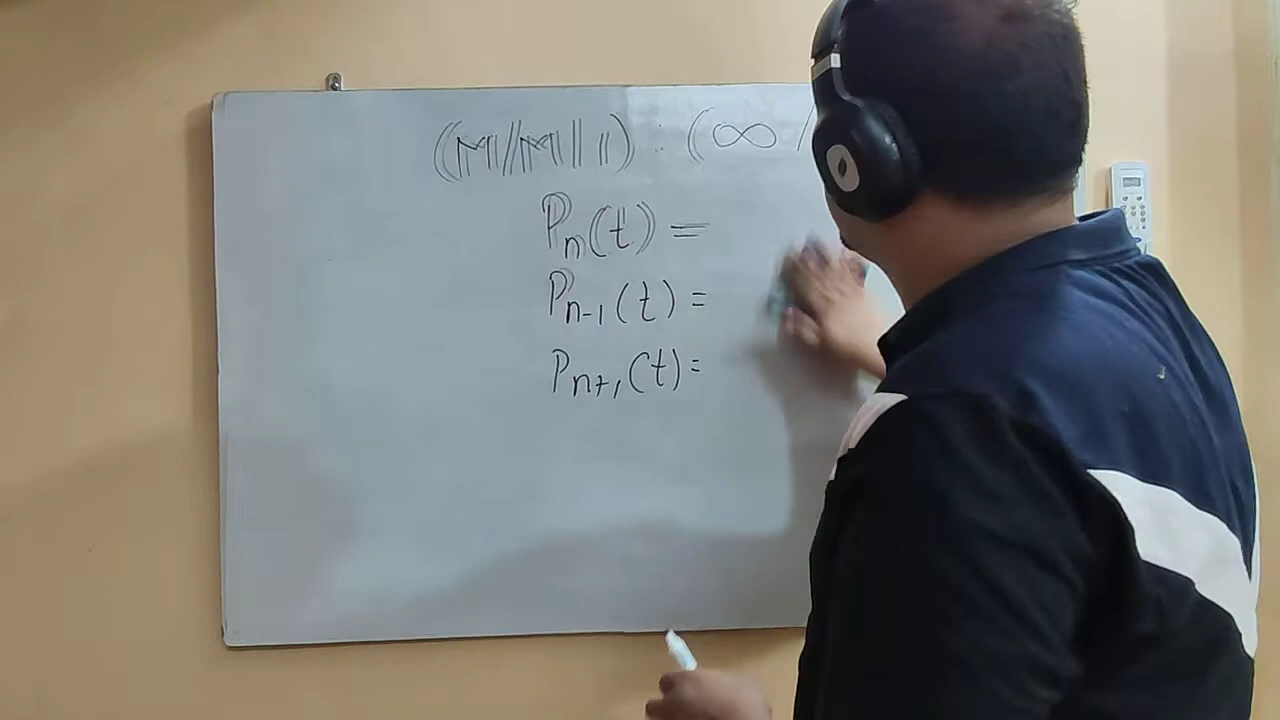 (M/M/1) : (∞ /
Pn(t) =
Pn-1(t) =
Pn+1(t) =